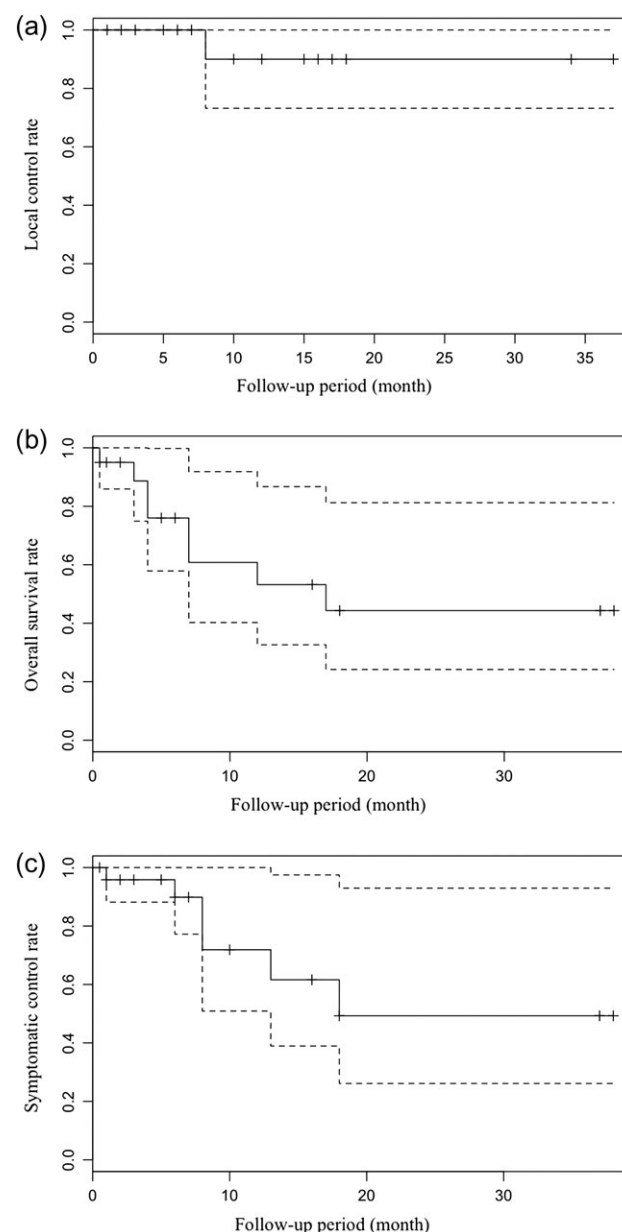 (a)
Local control rate
1.0
0.8
0.6
0.4
0.2
0.0
0 5 10 15 20 25 30 35
Follow-up period (month)
(b)
Overall survival rate
1.0
0.8
0.6
0.4
0.2
0.0
0 10 20 30
Follow-up period (month)
(c)
Symptomatic control rate
1.0
0.8
0.6
0.4
0.2
0.0
0 10 20 30
Follow-up period (month)